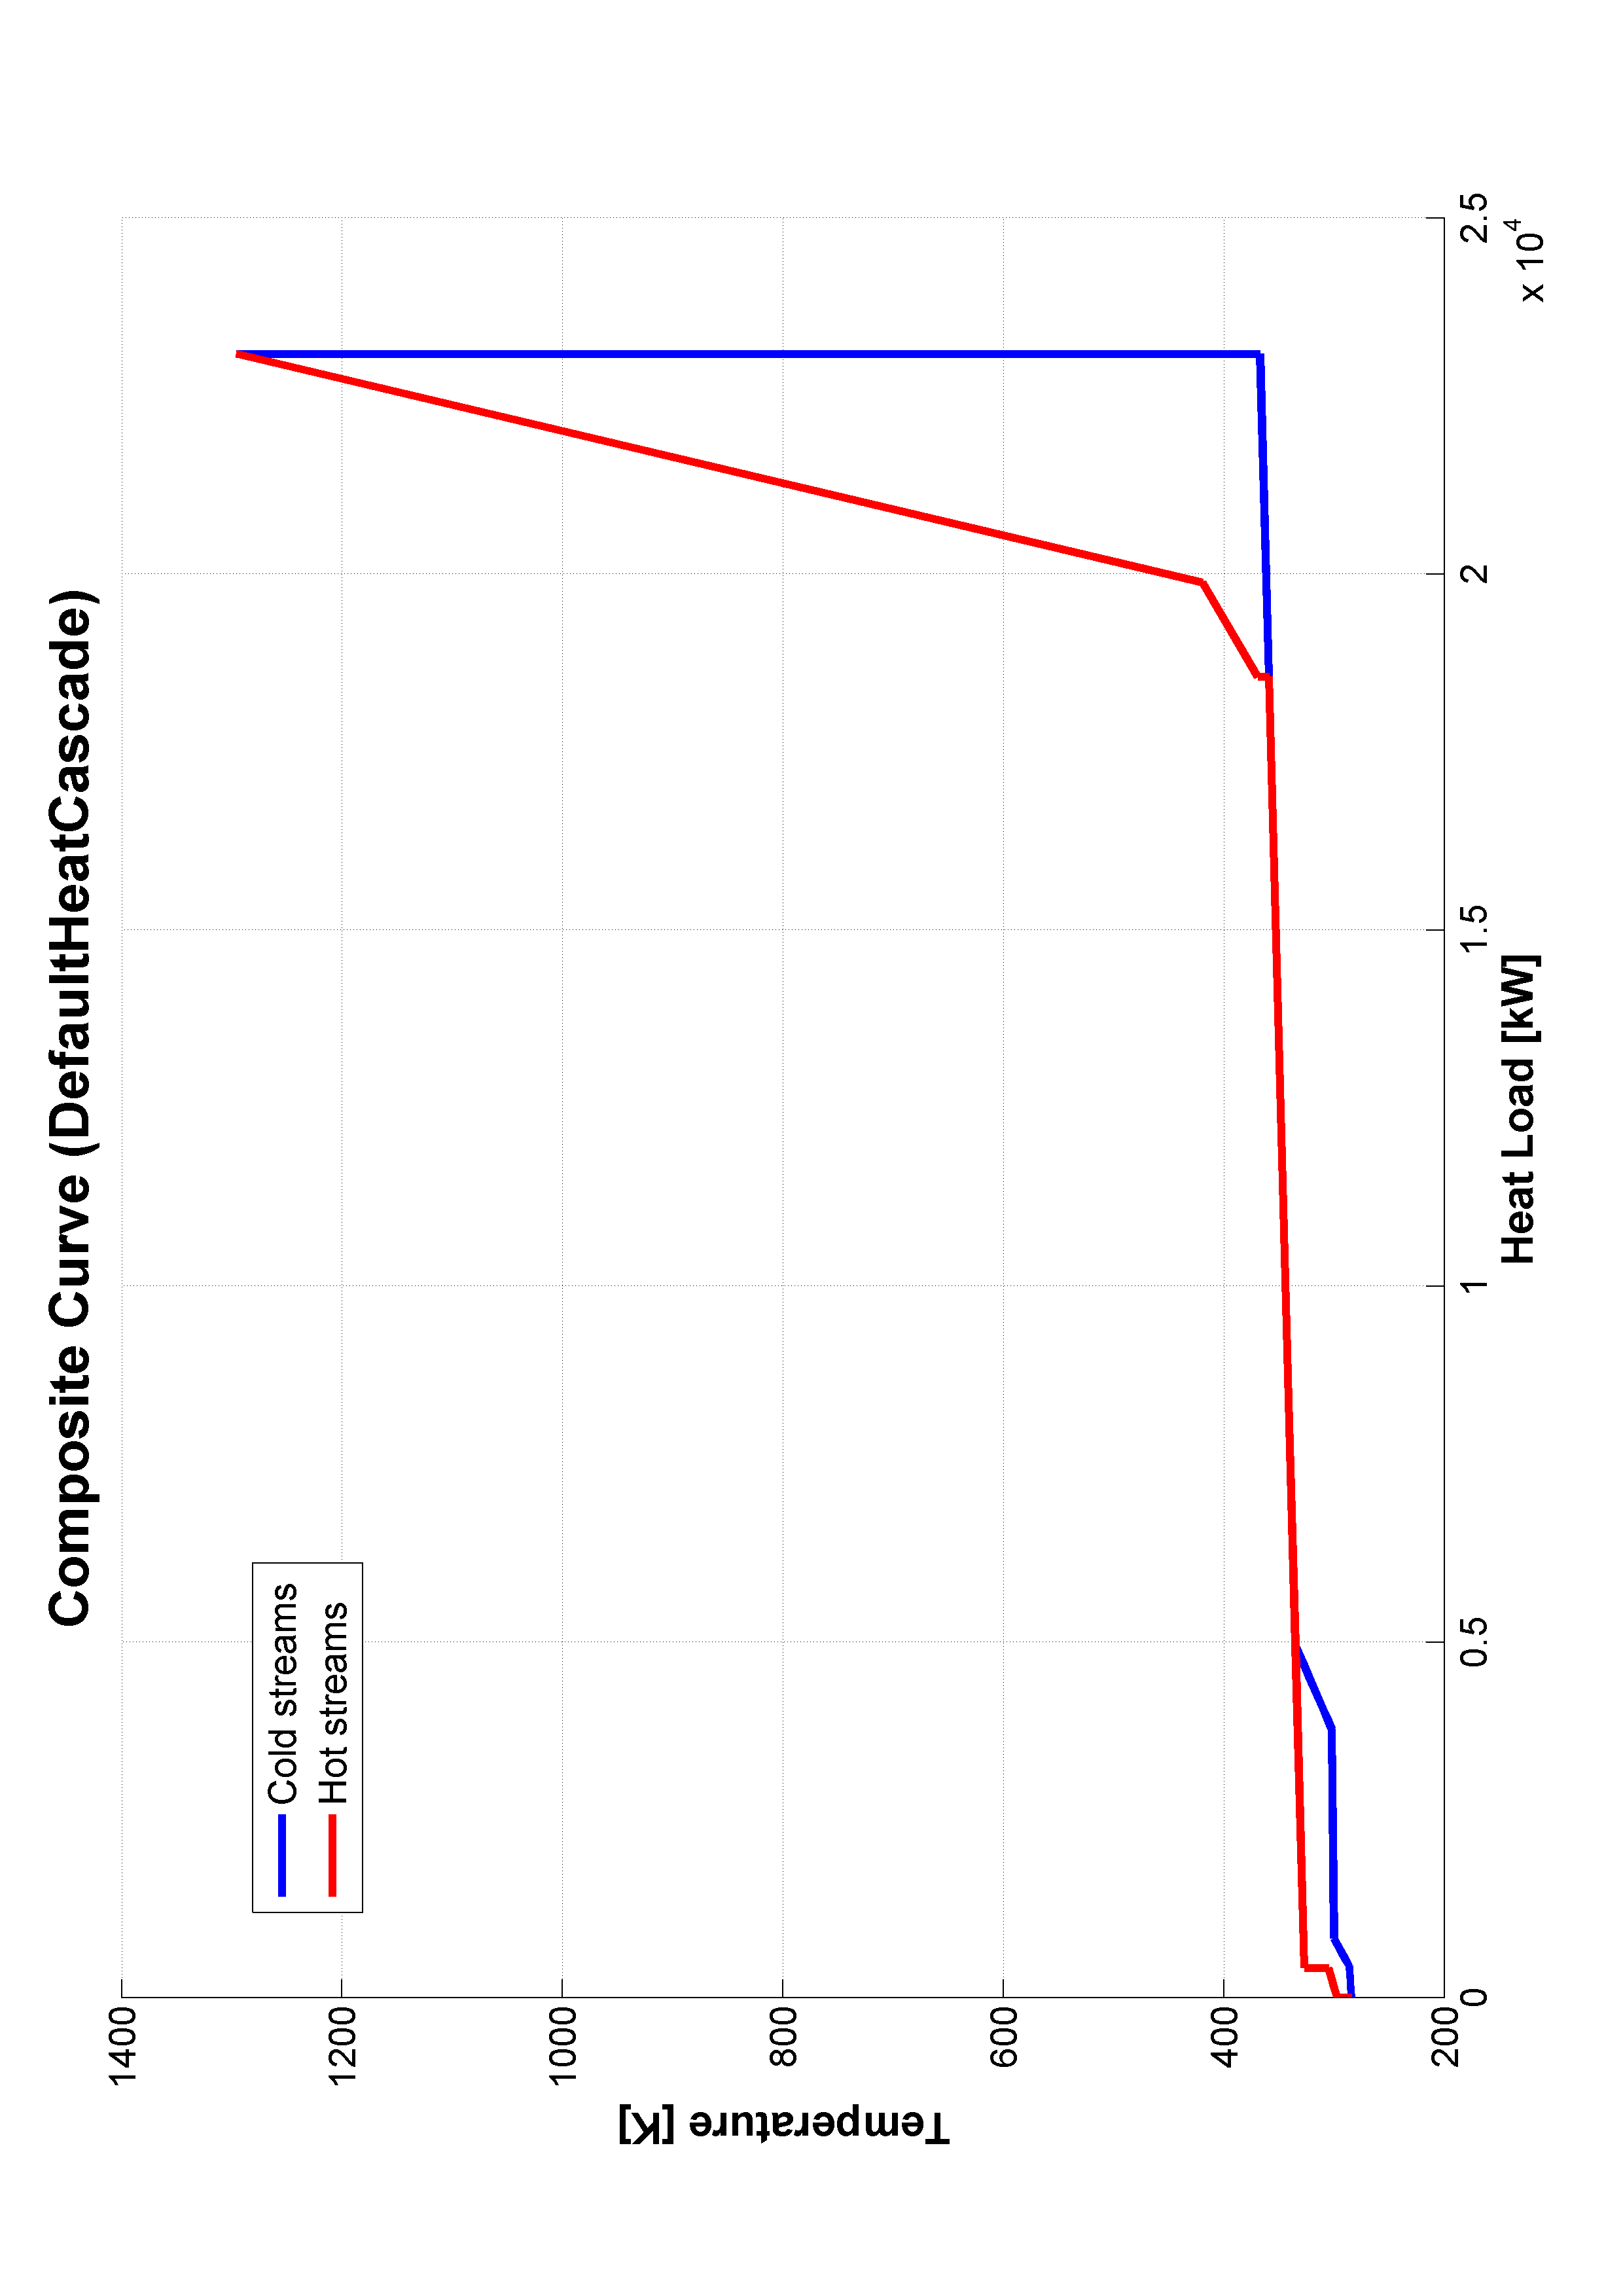 Composite Curve (DefaultHeatCascade)
Cold streams
Hot streams
1400
1200
1000
800
600
400
200
Temperature [K]
0
0.5
1
1.5
2
2.5
x 10^4
Heat Load [kW]